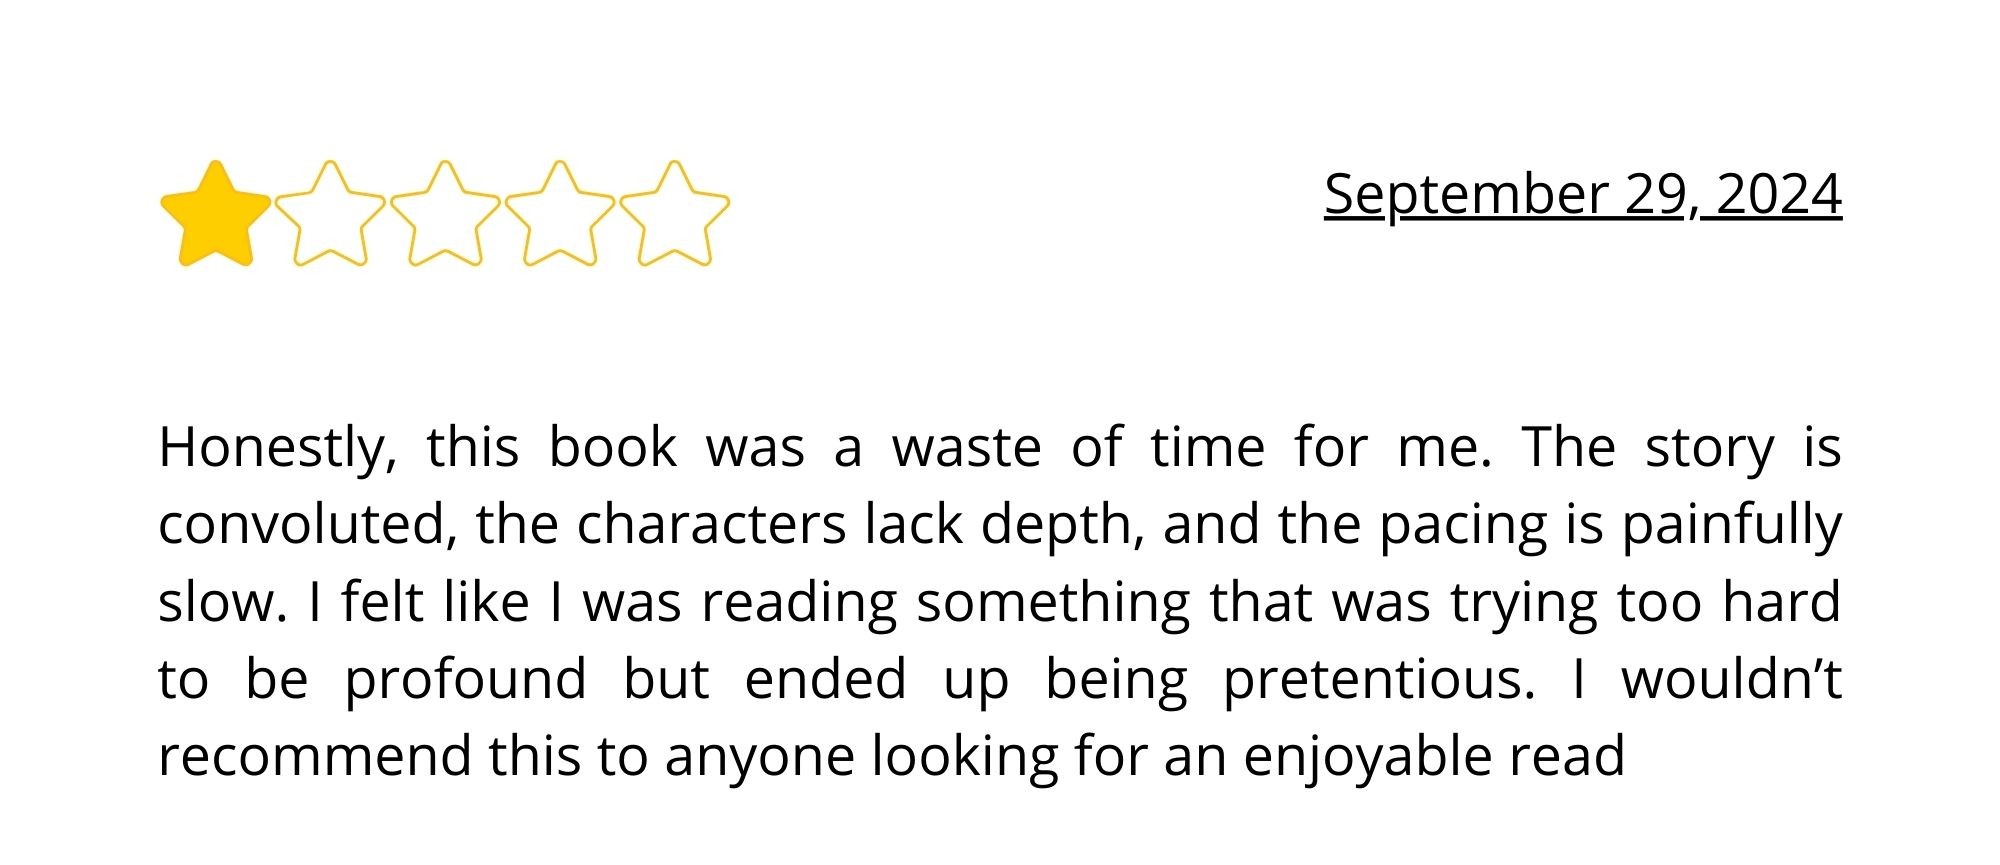 September 29, 2024
Honestly, this book was a waste of time for me. The story is
convoluted, the characters lack depth, and the pacing is painfully
slow. I felt like I was reading something that was trying too hard
to be profound but ended up being pretentious. I wouldn’t
recommend this to anyone looking for an enjoyable read